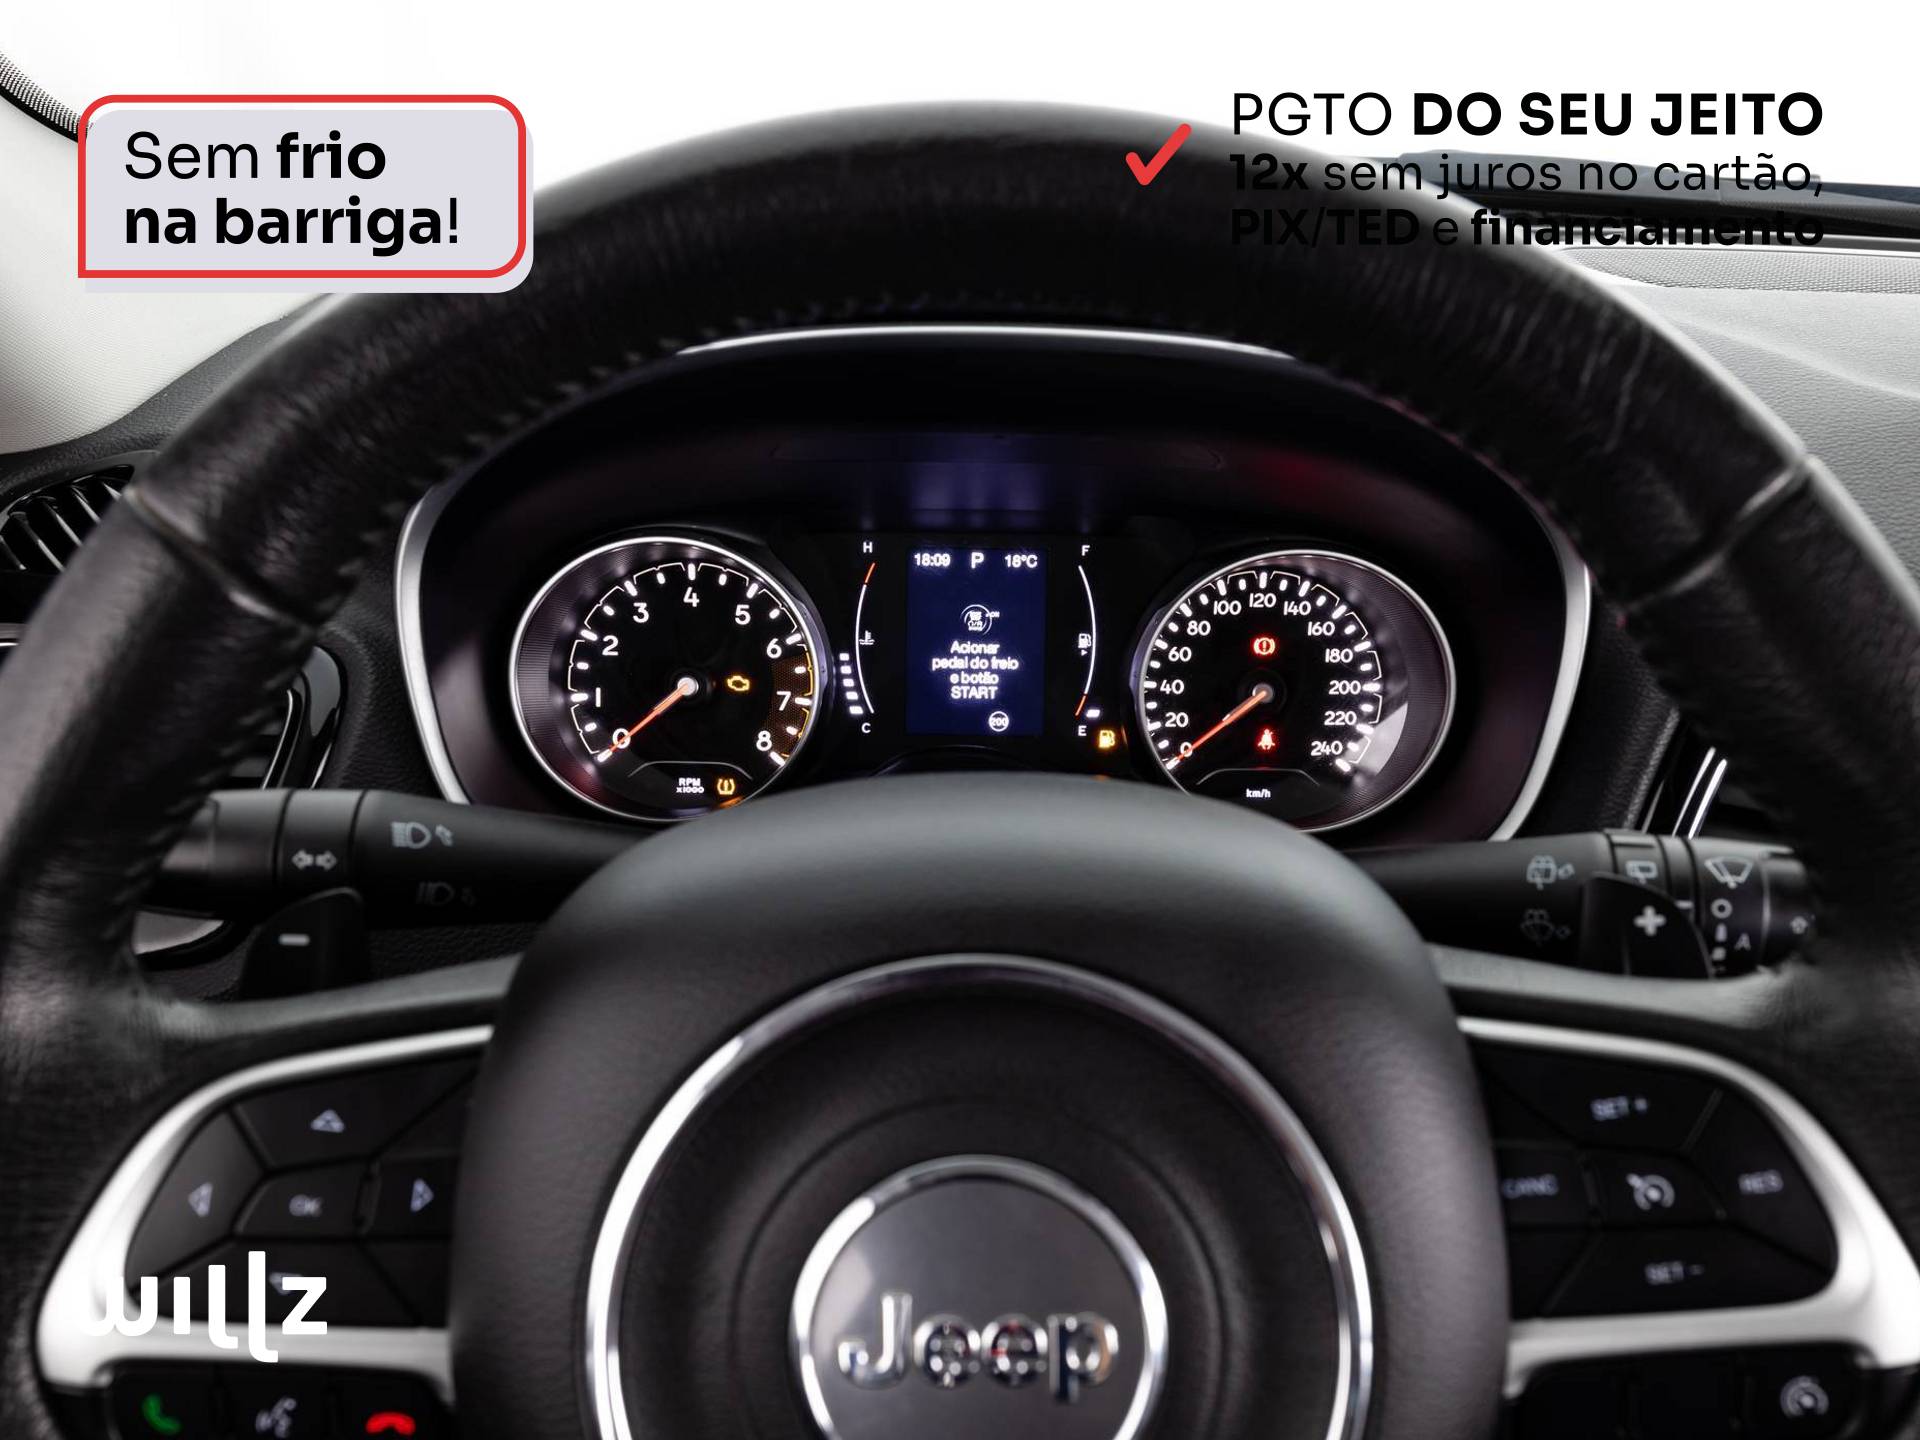 Sem frio
na barriga!
PGTO DO SEU JEITO
12x sem juros no cartão,
PIX/TED e financiamento
H
18:09 P 18°C
F
Acionar
pedal do freio
e botão
START
200
C
E
0 1 2 3 4 5 6 7 8
RPM
x1000
0 20 40 60 80 100 120 140 160 180 200 220 240
km/h
A
SET +
OK
CANC
RES
SET -
willz
Jeep